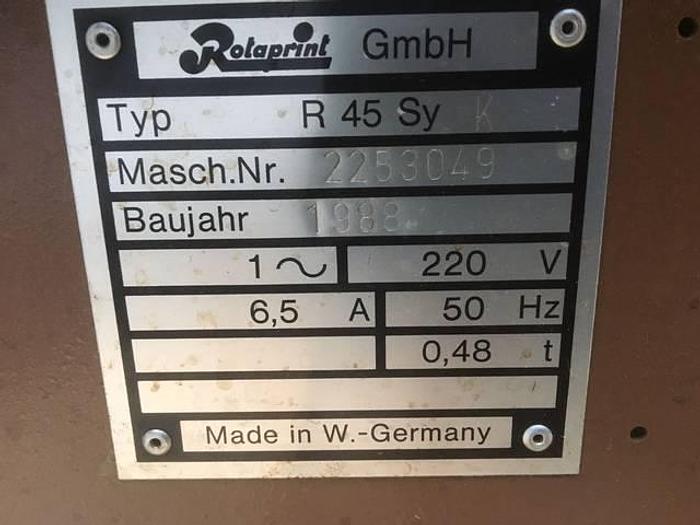 Rotaprint GmbH
Typ R 45 Sy K
Masch.Nr. 2253049
Baujahr 1988
1 ~ 220 V
6,5 A 50 Hz
0,48 t
Made in W.-Germany